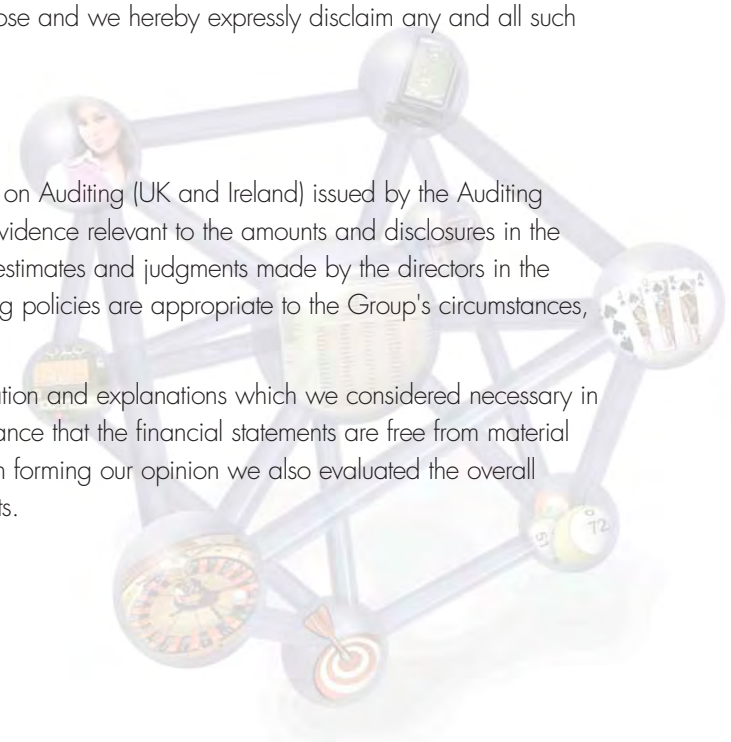 ose and we hereby expressly disclaim any and all such
on Auditing (UK and Ireland) issued by the Auditing
vidence relevant to the amounts and disclosures in the
estimates and judgments made by the directors in the
g policies are appropriate to the Group's circumstances,
ation and explanations which we considered necessary in
ance that the financial statements are free from material
n forming our opinion we also evaluated the overall
ts.
72
51